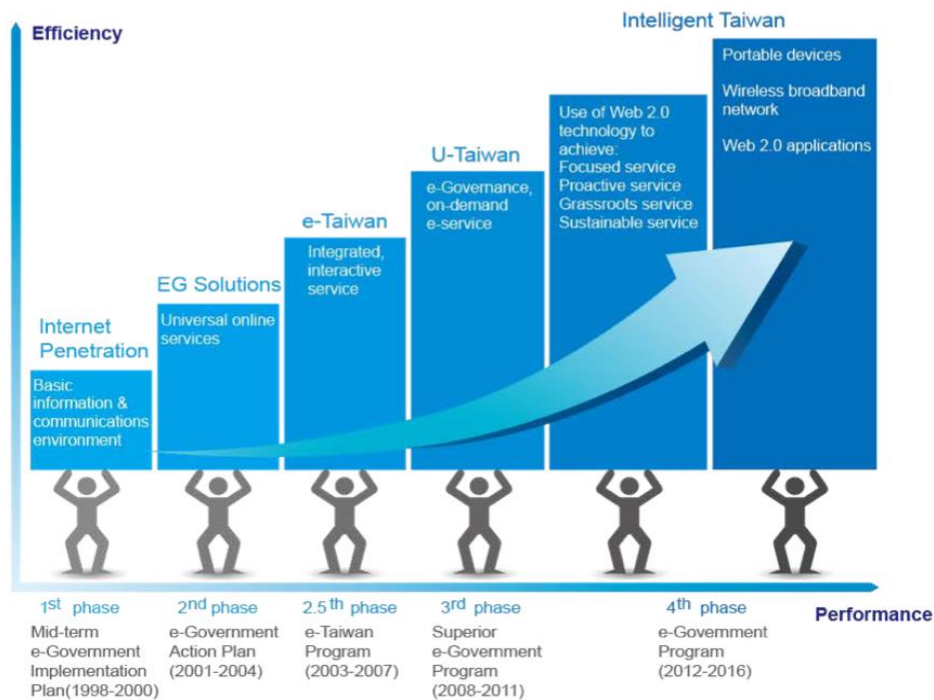 Efficiency
Intelligent Taiwan
Portable devices
Wireless broadband
network
Web 2.0 applications
Use of Web 2.0
technology to
achieve:
Focused service
Proactive service
Grassroots service
Sustainable service
U-Taiwan
e-Governance,
on-demand
e-service
e-Taiwan
Integrated,
interactive
service
EG Solutions
Universal online
services
Internet
Penetration
Basic
information &
communications
environment
1st phase
Mid-term
e-Government
Implementation
Plan(1998-2000)
2nd phase
e-Government
Action Plan
(2001-2004)
2.5th phase
e-Taiwan
Program
(2003-2007)
3rd phase
Superior
e-Government
Program
(2008-2011)
4th phase
e-Government
Program
(2012-2016)
Performance